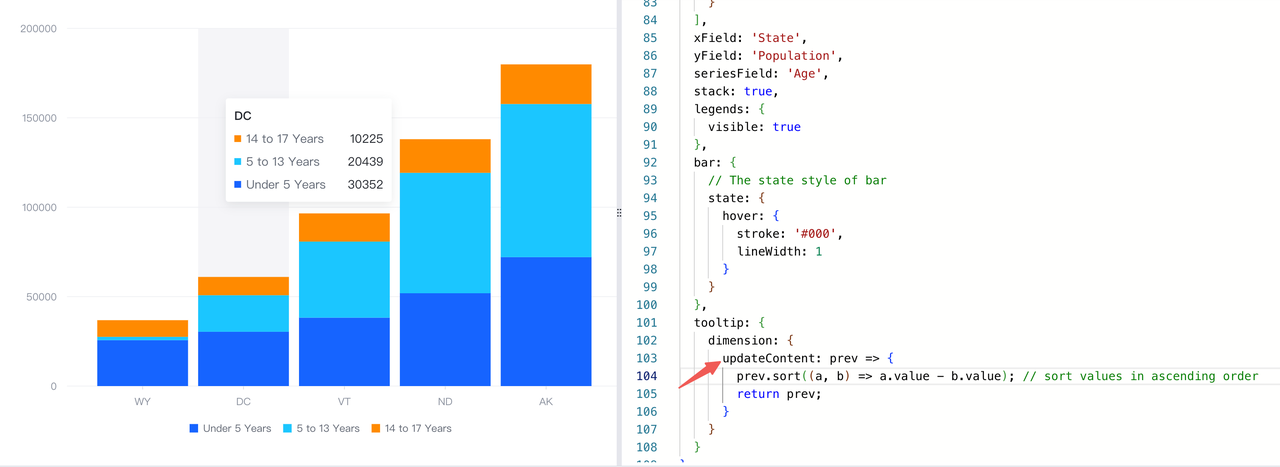 200000
150000
100000
50000
0
DC
14 to 17 Years 10225
5 to 13 Years 20439
Under 5 Years 30352
WY DC VT ND AK
Under 5 Years 5 to 13 Years 14 to 17 Years
83 }
84 ],
85 xField: 'State',
86 yField: 'Population',
87 seriesField: 'Age',
88 stack: true,
89 legends: {
90 visible: true
91 },
92 bar: {
93 // The state style of bar
94 state: {
95 hover: {
96 stroke: '#000',
97 lineWidth: 1
98 }
99 }
100 },
101 tooltip: {
102 dimension: {
103 updateContent: prev => {
104 prev.sort((a, b) => a.value - b.value); // sort values in ascending order
105 return prev;
106 }
107 }
108 }